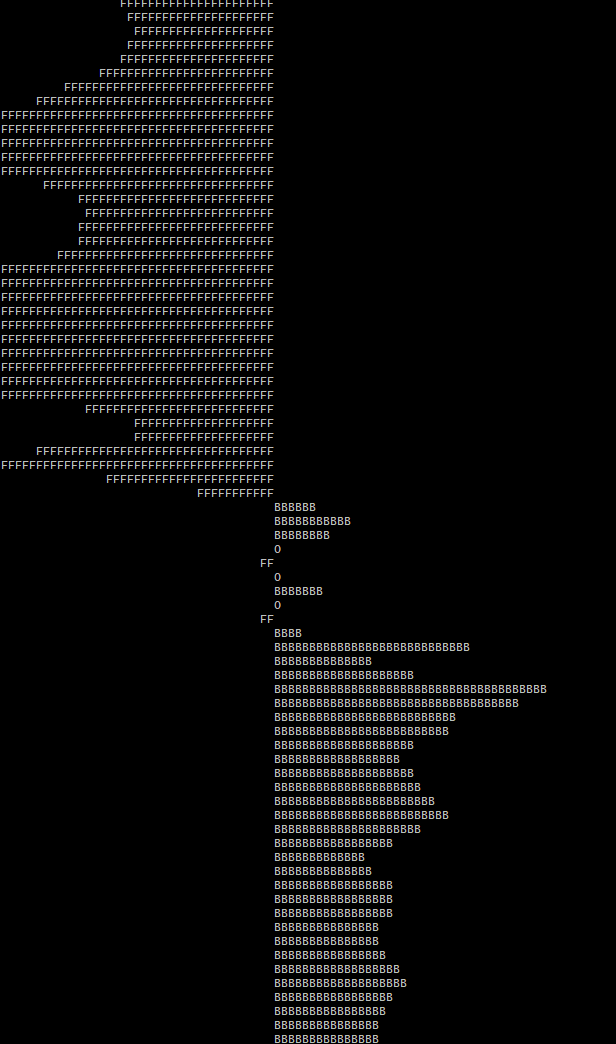 FFFFFFFFFFFFFFFFFFFFFF
FFFFFFFFFFFFFFFFFFFFF
FFFFFFFFFFFFFFFFFFFF
FFFFFFFFFFFFFFFFFFFFF
FFFFFFFFFFFFFFFFFFFFFF
FFFFFFFFFFFFFFFFFFFFFFFFF
FFFFFFFFFFFFFFFFFFFFFFFFFFFFFF
FFFFFFFFFFFFFFFFFFFFFFFFFFFFFFFFFF
FFFFFFFFFFFFFFFFFFFFFFFFFFFFFFFFFFFFFFF
FFFFFFFFFFFFFFFFFFFFFFFFFFFFFFFFFFFFFFF
FFFFFFFFFFFFFFFFFFFFFFFFFFFFFFFFFFFFFFF
FFFFFFFFFFFFFFFFFFFFFFFFFFFFFFFFFFFFFFF
FFFFFFFFFFFFFFFFFFFFFFFFFFFFFFFFFFFFFFF
FFFFFFFFFFFFFFFFFFFFFFFFFFFFFFFFF
FFFFFFFFFFFFFFFFFFFFFFFFFFFF
FFFFFFFFFFFFFFFFFFFFFFFFFFF
FFFFFFFFFFFFFFFFFFFFFFFFFFFF
FFFFFFFFFFFFFFFFFFFFFFFFFFFF
FFFFFFFFFFFFFFFFFFFFFFFFFFFFFFF
FFFFFFFFFFFFFFFFFFFFFFFFFFFFFFFFFFFFFFF
FFFFFFFFFFFFFFFFFFFFFFFFFFFFFFFFFFFFFFF
FFFFFFFFFFFFFFFFFFFFFFFFFFFFFFFFFFFFFFF
FFFFFFFFFFFFFFFFFFFFFFFFFFFFFFFFFFFFFFF
FFFFFFFFFFFFFFFFFFFFFFFFFFFFFFFFFFFFFFF
FFFFFFFFFFFFFFFFFFFFFFFFFFFFFFFFFFFFFFF
FFFFFFFFFFFFFFFFFFFFFFFFFFFFFFFFFFFFFFF
FFFFFFFFFFFFFFFFFFFFFFFFFFFFFFFFFFFFFFF
FFFFFFFFFFFFFFFFFFFFFFFFFFFFFFFFFFFFFFF
FFFFFFFFFFFFFFFFFFFFFFFFFFFFFFFFFFFFFFF
FFFFFFFFFFFFFFFFFFFFFFFFFFF
FFFFFFFFFFFFFFFFFFFF
FFFFFFFFFFFFFFFFFFFF
FFFFFFFFFFFFFFFFFFFFFFFFFFFFFFFFFF
FFFFFFFFFFFFFFFFFFFFFFFFFFFFFFFFFFFFFFF
FFFFFFFFFFFFFFFFFFFFFFFF
FFFFFFFFFFF
BBBBBB
BBBBBBBBBBB
BBBBBBBB
O
FF
O
BBBBBBB
O
FF
BBBB
BBBBBBBBBBBBBBBBBBBBBBBBBBBB
BBBBBBBBBBBBBB
BBBBBBBBBBBBBBBBBBBB
BBBBBBBBBBBBBBBBBBBBBBBBBBBBBBBBBBBBBBB
BBBBBBBBBBBBBBBBBBBBBBBBBBBBBBBBBBB
BBBBBBBBBBBBBBBBBBBBBBBBBB
BBBBBBBBBBBBBBBBBBBBBBBBB
BBBBBBBBBBBBBBBBBBBB
BBBBBBBBBBBBBBBBBB
BBBBBBBBBBBBBBBBBBBB
BBBBBBBBBBBBBBBBBBBBB
BBBBBBBBBBBBBBBBBBBBBBB
BBBBBBBBBBBBBBBBBBBBBBBBB
BBBBBBBBBBBBBBBBBBBBB
BBBBBBBBBBBBBBBBB
BBBBBBBBBBBBB
BBBBBBBBBBBBBB
BBBBBBBBBBBBBBBBB
BBBBBBBBBBBBBBBBB
BBBBBBBBBBBBBBBBB
BBBBBBBBBBBBBBB
BBBBBBBBBBBBBBB
BBBBBBBBBBBBBBBB
BBBBBBBBBBBBBBBBBB
BBBBBBBBBBBBBBBBBBB
BBBBBBBBBBBBBBBBB
BBBBBBBBBBBBBBBB
BBBBBBBBBBBBBBB
BBBBBBBBBBBBBBB